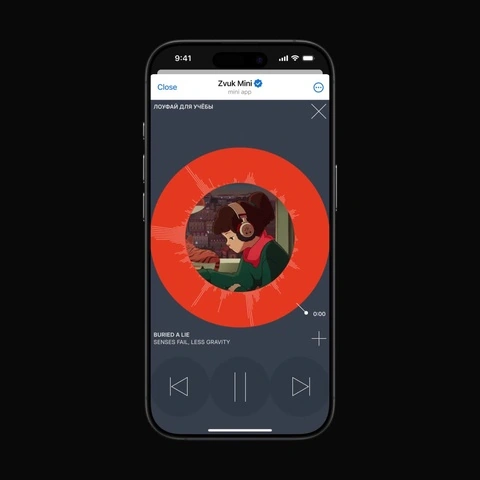 9:41
Close
Zvuk Mini
mini app
ЛОУФАЙ ДЛЯ УЧЁБЫ
0:00
BURIED A LIE
SENSES FAIL, LESS GRAVITY